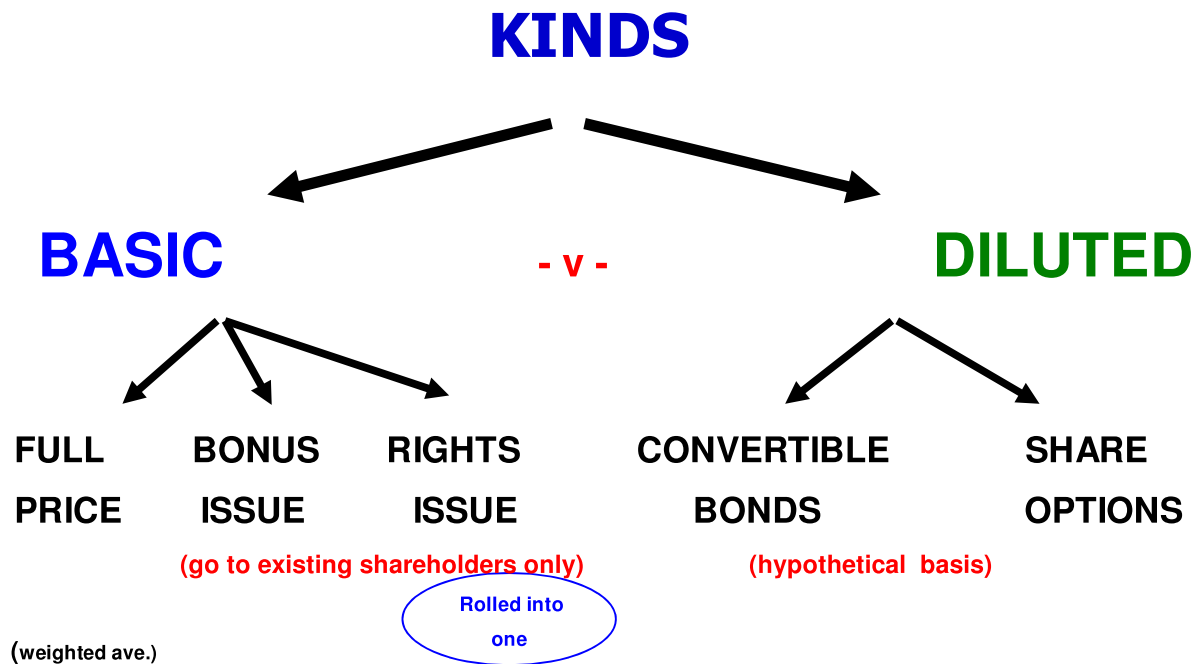 KINDS
BASIC - v - DILUTED
FULL BONUS RIGHTS CONVERTIBLE SHARE
PRICE ISSUE ISSUE BONDS OPTIONS
(go to existing shareholders only) (hypothetical basis)
Rolled into
one
(weighted ave.)